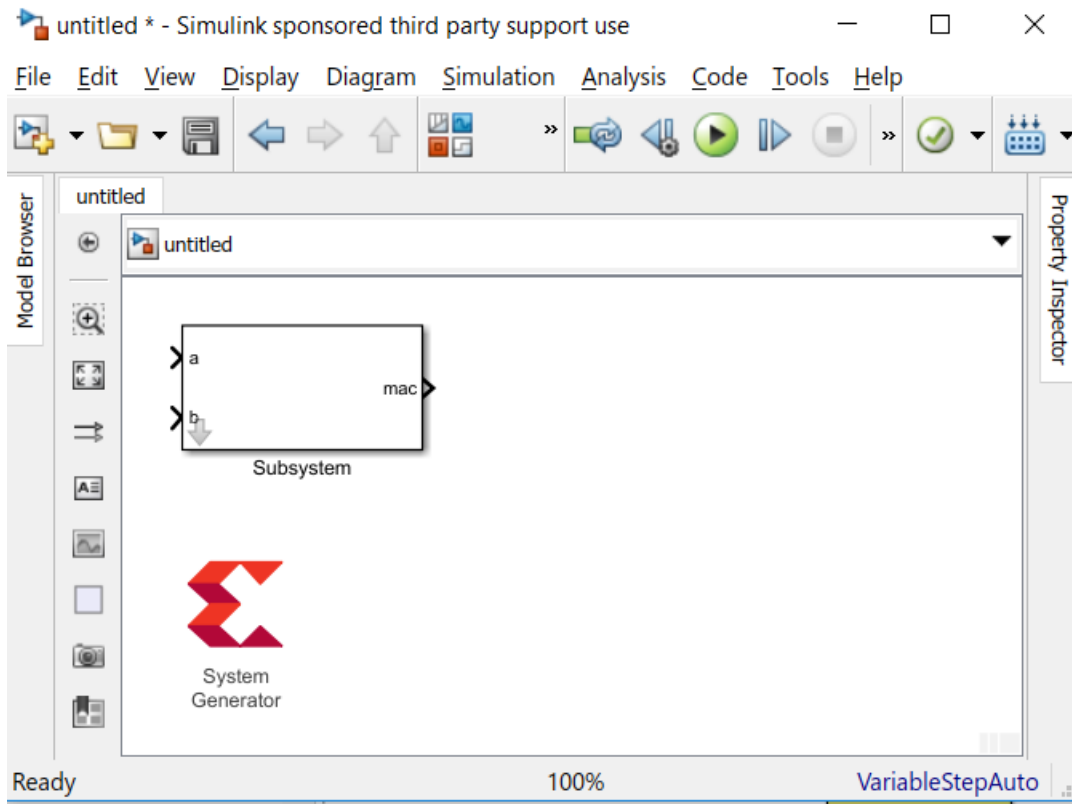 untitled * - Simulink sponsored third party support use
File Edit View Display Diagram Simulation Analysis Code Tools Help
Model Browser
untitled
untitled
Property Inspector
a
mac
b
Subsystem
System
Generator
Ready 100% VariableStepAuto